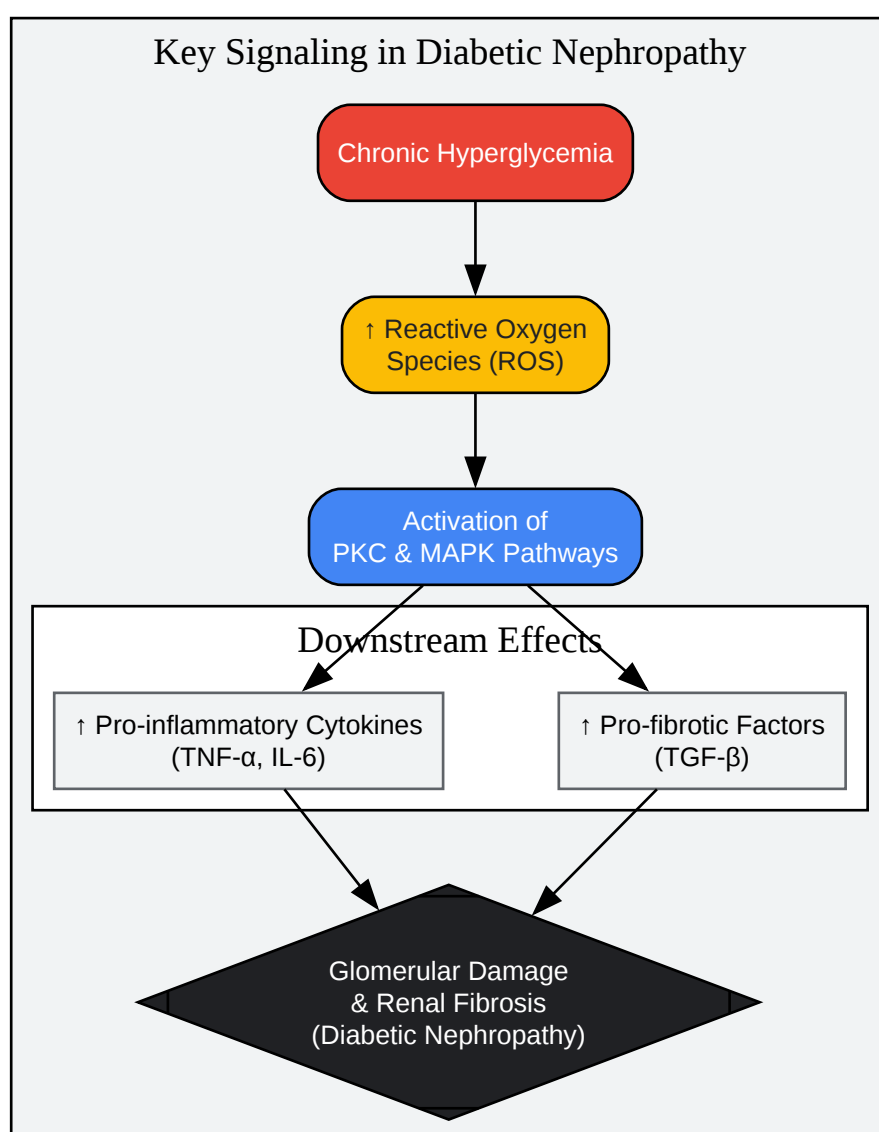 Key Signaling in Diabetic Nephropathy
Chronic Hyperglycemia
↑ Reactive Oxygen
Species (ROS)
Activation of
PKC & MAPK Pathways
Downstream Effects
↑ Pro-inflammatory Cytokines
(TNF-α, IL-6)
↑ Pro-fibrotic Factors
(TGF-β)
Glomerular Damage
& Renal Fibrosis
(Diabetic Nephropathy)